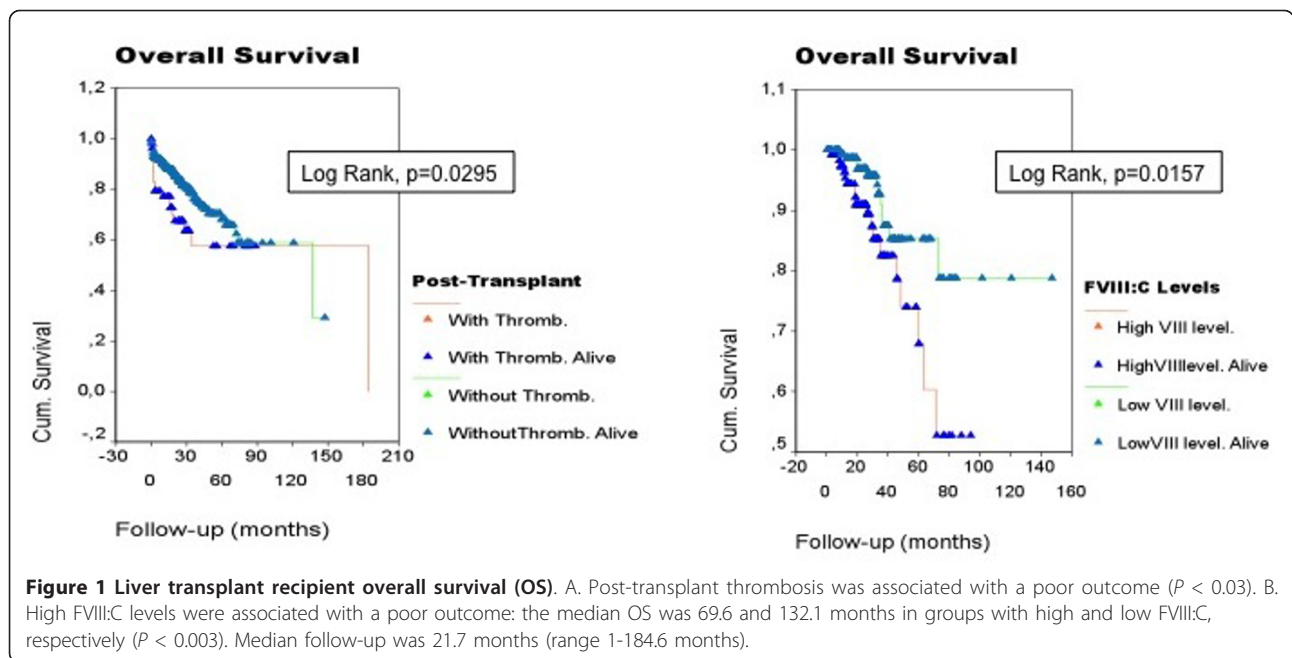 Overall Survival
1,2
1,0
,8
,6
,4
,2
0,0
-,2
Cum. Survival
-30 30 90 150 210
0 60 120 180
Follow-up (months)
Log Rank, p=0.0295
Post-Transplant
With Thromb.
With Thromb. Alive
Without Thromb.
WithoutThromb. Alive
Overall Survival
1,1
1,0
,9
,8
,7
,6
,5
Cum. Survival
-20 20 60 100 140
0 40 80 120 160
Follow-up (months)
Log Rank, p=0.0157
FVIII:C Levels
High VIII level.
HighVIIIlevel. Alive
Low VIII level.
LowVIII level. Alive
Figure 1 Liver transplant recipient overall survival (OS). A. Post-transplant thrombosis was associated with a poor outcome (P < 0.03). B.
High FVIII:C levels were associated with a poor outcome: the median OS was 69.6 and 132.1 months in groups with high and low FVIII:C,
respectively (P < 0.003). Median follow-up was 21.7 months (range 1-184.6 months).